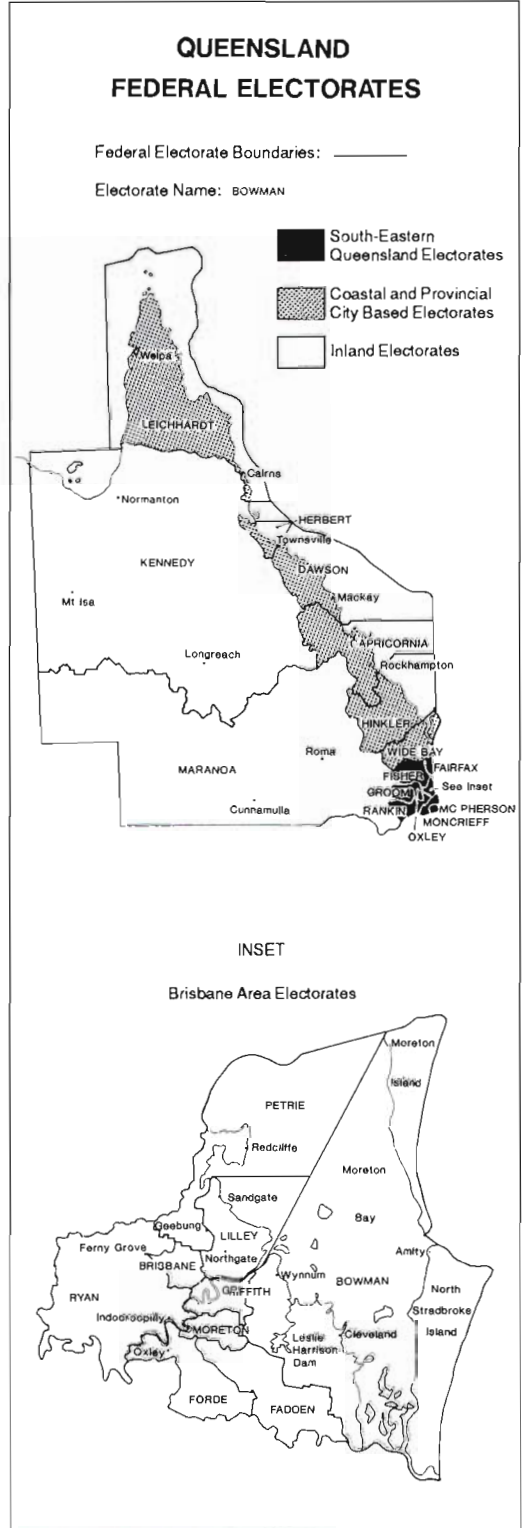 QUEENSLAND
FEDERAL ELECTORATES
Federal Electorate Boundaries:
Electorate Name: BOWMAN
South-Eastern
Queensland Electorates
Coastal and Provincial
City Based Electorates
Inland Electorates
Weipa
LEICHHARDT
Cairns
Normanton
HERBERT
Townsville
KENNEDY
DAWSON
Mt Isa
Mackay
CAPRICORNIA
Longreach
Rockhampton
HINKLER
Roma
WIDE BAY
MARANOA
FAIRFAX
FISHER
See Inset
GROOM
Cunnamulla
RANKIN
MC PHERSON
MONCRIEFF
OXLEY
INSET
Brisbane Area Electorates
Moreton
Island
PETRIE
Redcliffe
Moreton
Sandgate
Bay
Geebung
LILLEY
Ferny Grove
Amity
Northgate
BRISBANE
Wynnum
BOWMAN
RYAN
GRIFFITH
North
Stradbroke
Island
Indooroopilly
MORETON
Cleveland
Leslie
Harrison
Dam
Oxley
FORDE
FADDEN